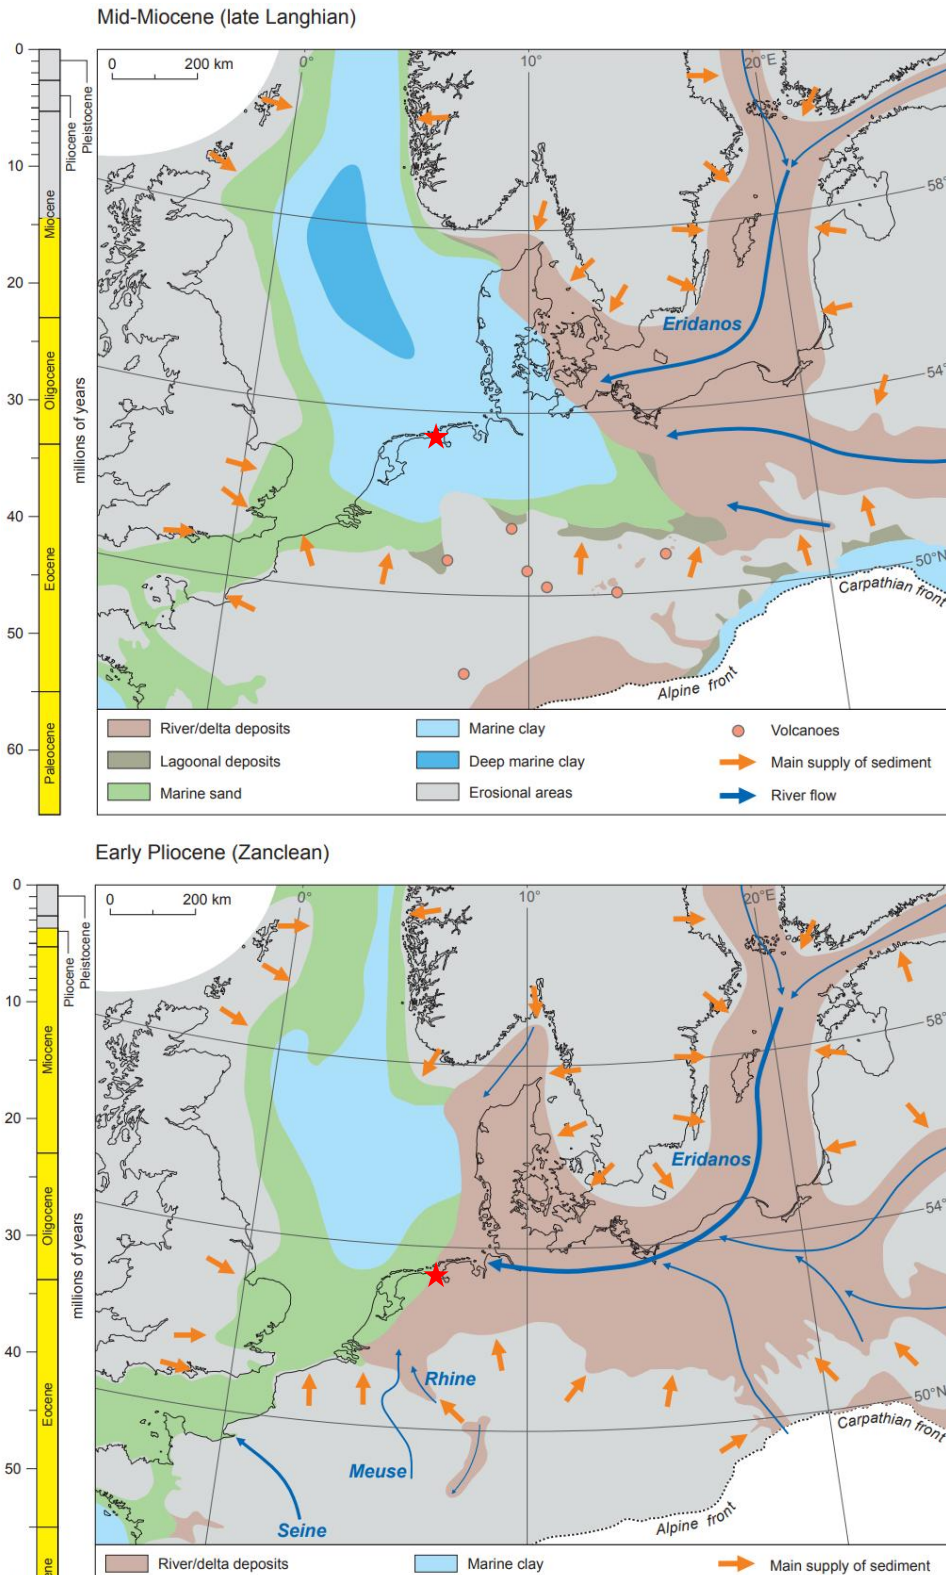 Mid-Miocene (late Langhian)
0
10
20
30
40
50
60
millions of years
Pleistocene
Pliocene
Miocene
Oligocene
Eocene
Paleocene
0 200 km
0°
10°
20°E
58°
54°
50°N
Eridanos
Carpathian front
Alpine front
River/delta deposits
Lagoonal deposits
Marine sand
Marine clay
Deep marine clay
Erosional areas
Volcanoes
Main supply of sediment
River flow
Early Pliocene (Zanclean)
0
10
20
30
40
50
millions of years
Pleistocene
Pliocene
Miocene
Oligocene
Eocene
0 200 km
0°
10°
20°E
58°
54°
50°N
Eridanos
Rhine
Meuse
Seine
Carpathian front
Alpine front
River/delta deposits
Marine clay
Main supply of sediment